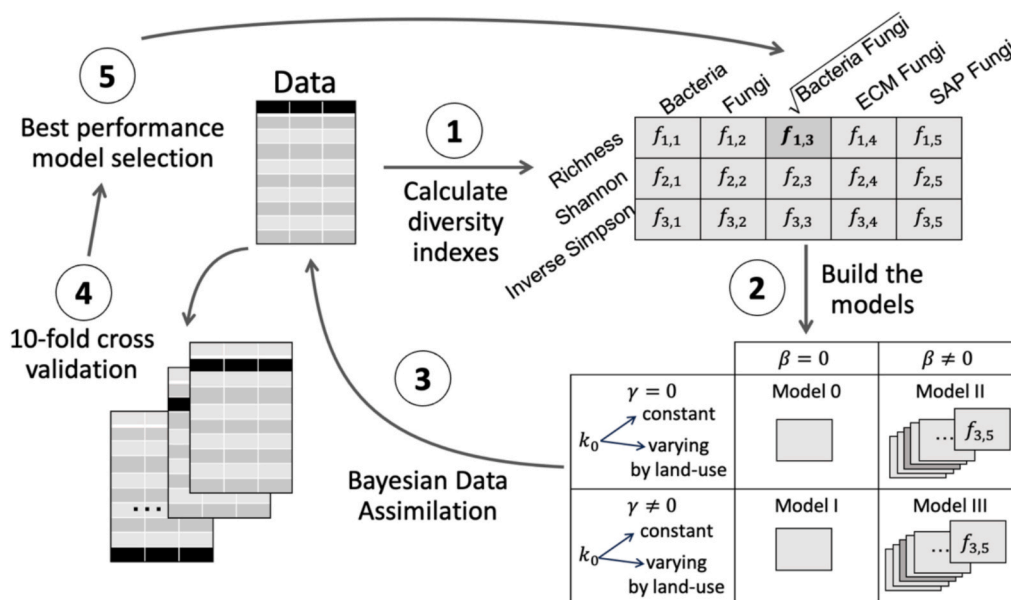 5
Best performance
model selection
Data
1
Calculate
diversity
indexes
Bacteria
Fungi
√Bacteria Fungi
ECM Fungi
SAP Fungi
Richness
Shannon
Inverse Simpson
f1,1 f1,2 f1,3 f1,4 f1,5
f2,1 f2,2 f2,3 f2,4 f2,5
f3,1 f3,2 f3,3 f3,4 f3,5
2
Build the
models
4
10-fold cross
validation
...
3
Bayesian Data
Assimilation
β = 0 β ≠ 0
γ = 0
k0
constant
varying
by land-use
Model 0
Model II
... f3,5
γ ≠ 0
k0
constant
varying
by land-use
Model I
Model III
... f3,5